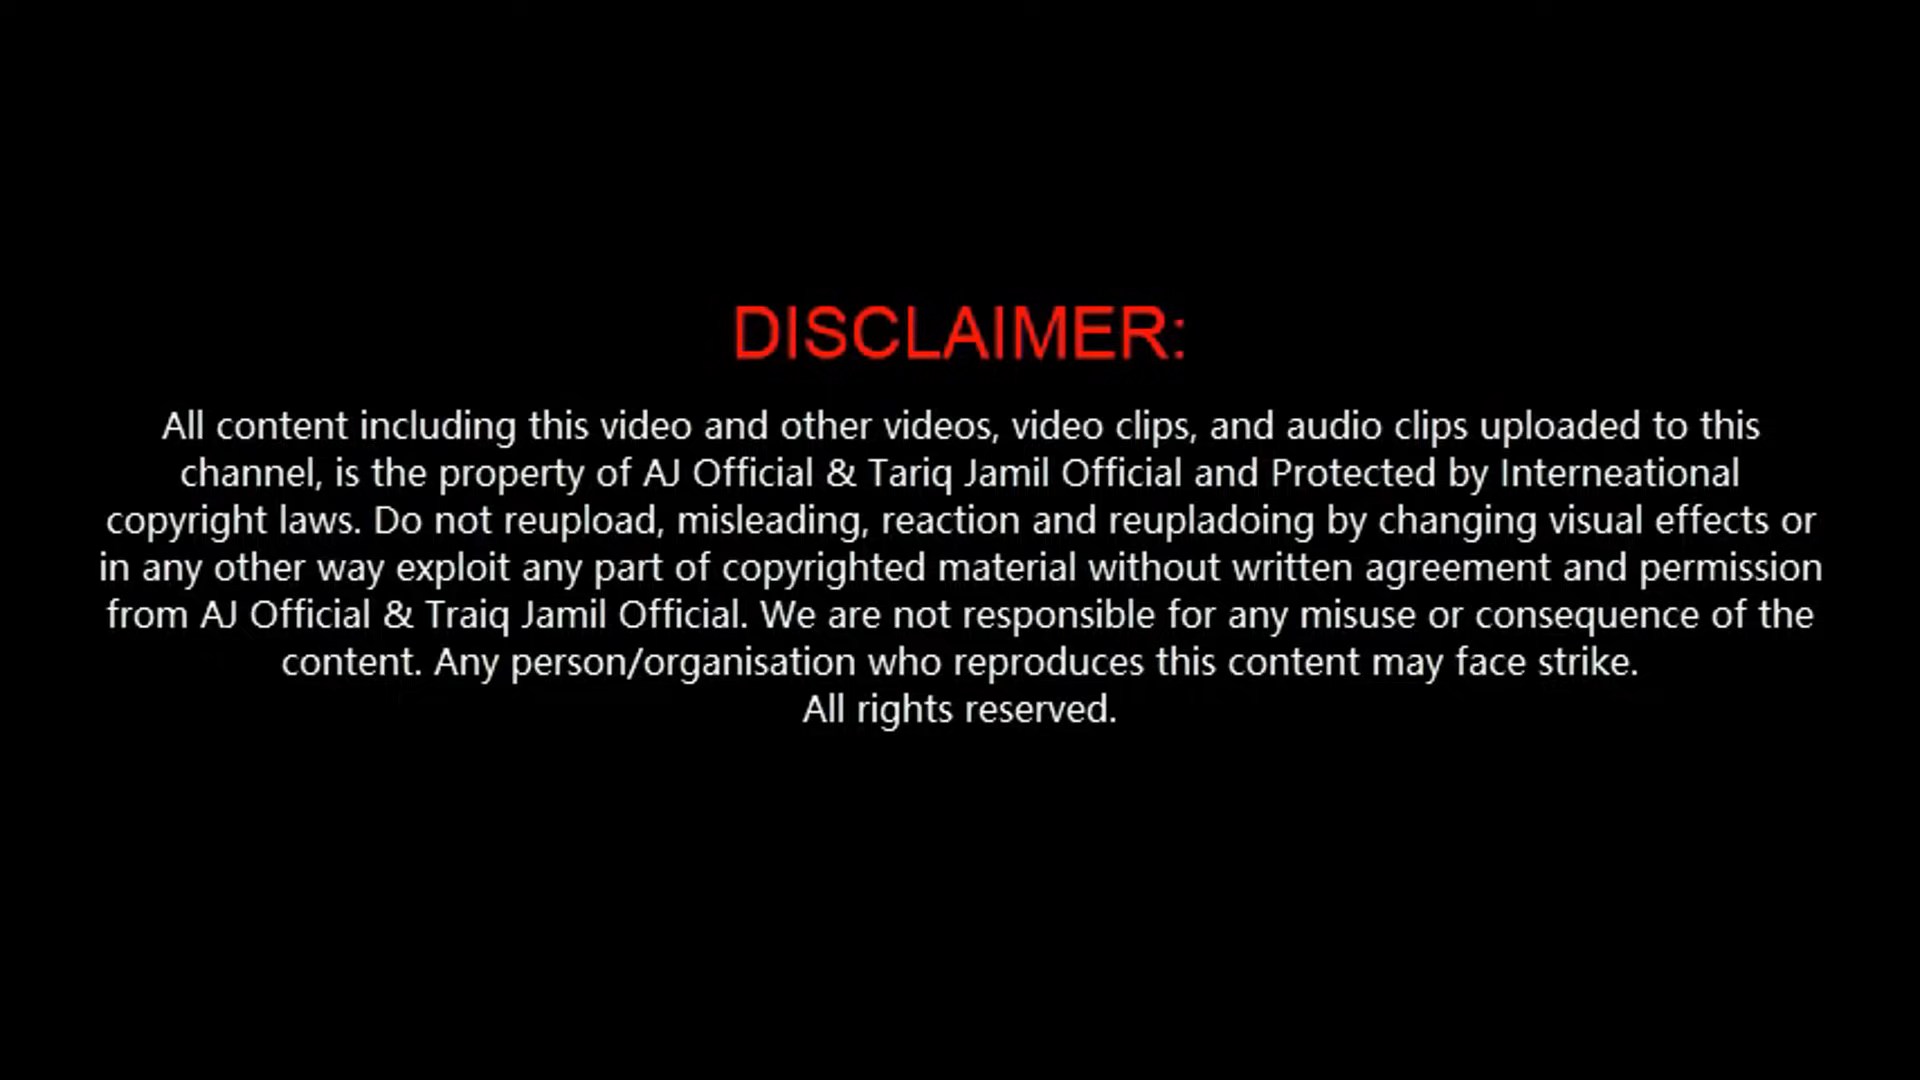 DISCLAIMER:
All content including this video and other videos, video clips, and audio clips uploaded to this
channel, is the property of AJ Official & Tariq Jamil Official and Protected by Interneational
copyright laws. Do not reupload, misleading, reaction and reupladoing by changing visual effects or
in any other way exploit any part of copyrighted material without written agreement and permission
from AJ Official & Traiq Jamil Official. We are not responsible for any misuse or consequence of the
content. Any person/organisation who reproduces this content may face strike.
All rights reserved.